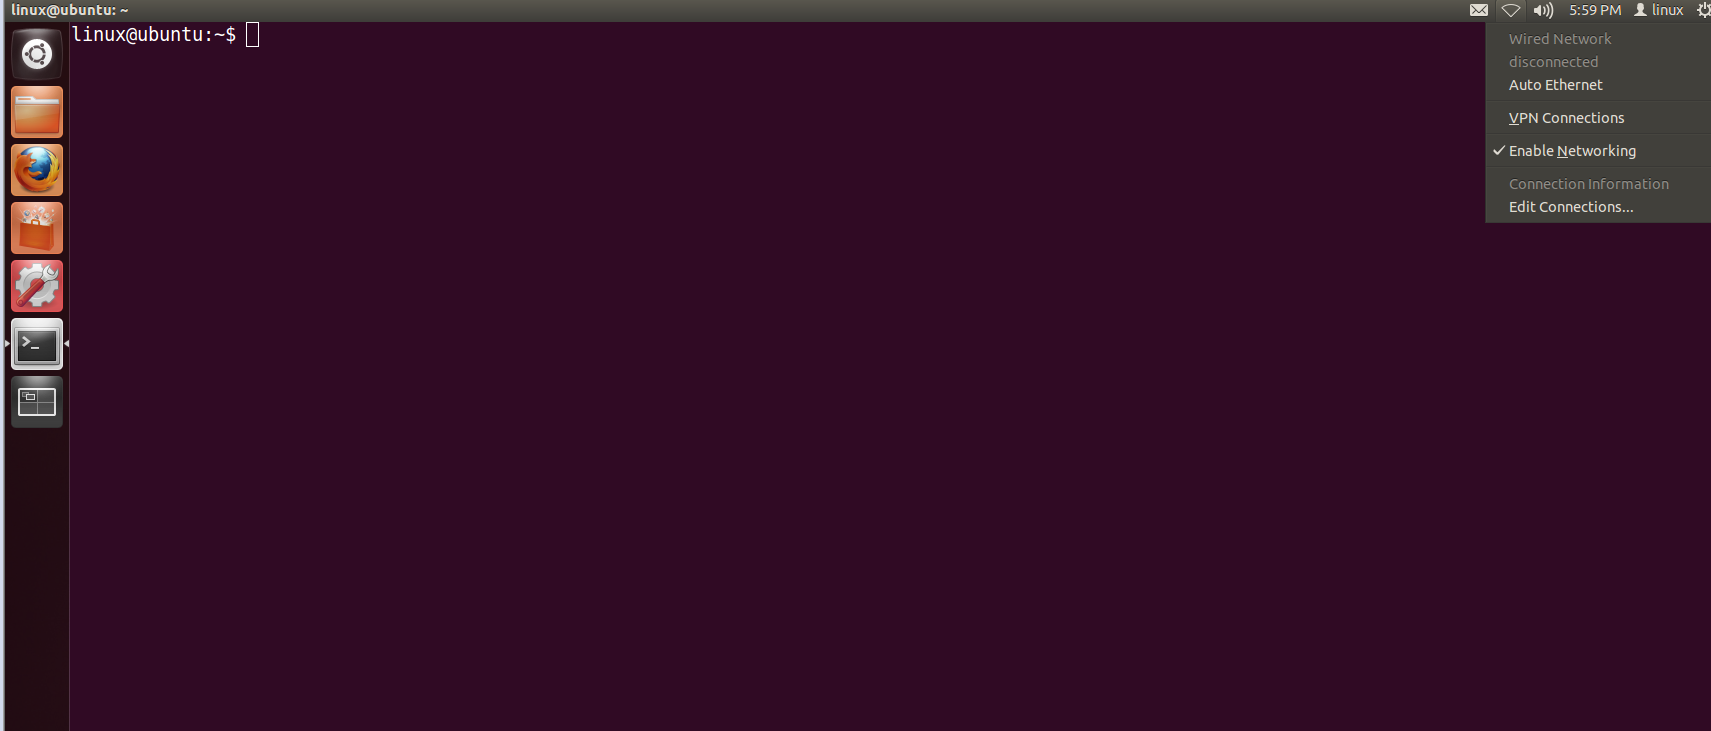 linux@ubuntu: ~
5:59 PM linux
linux@ubuntu:~$
Wired Network
disconnected
Auto Ethernet
VPN Connections
Enable Networking
Connection Information
Edit Connections...